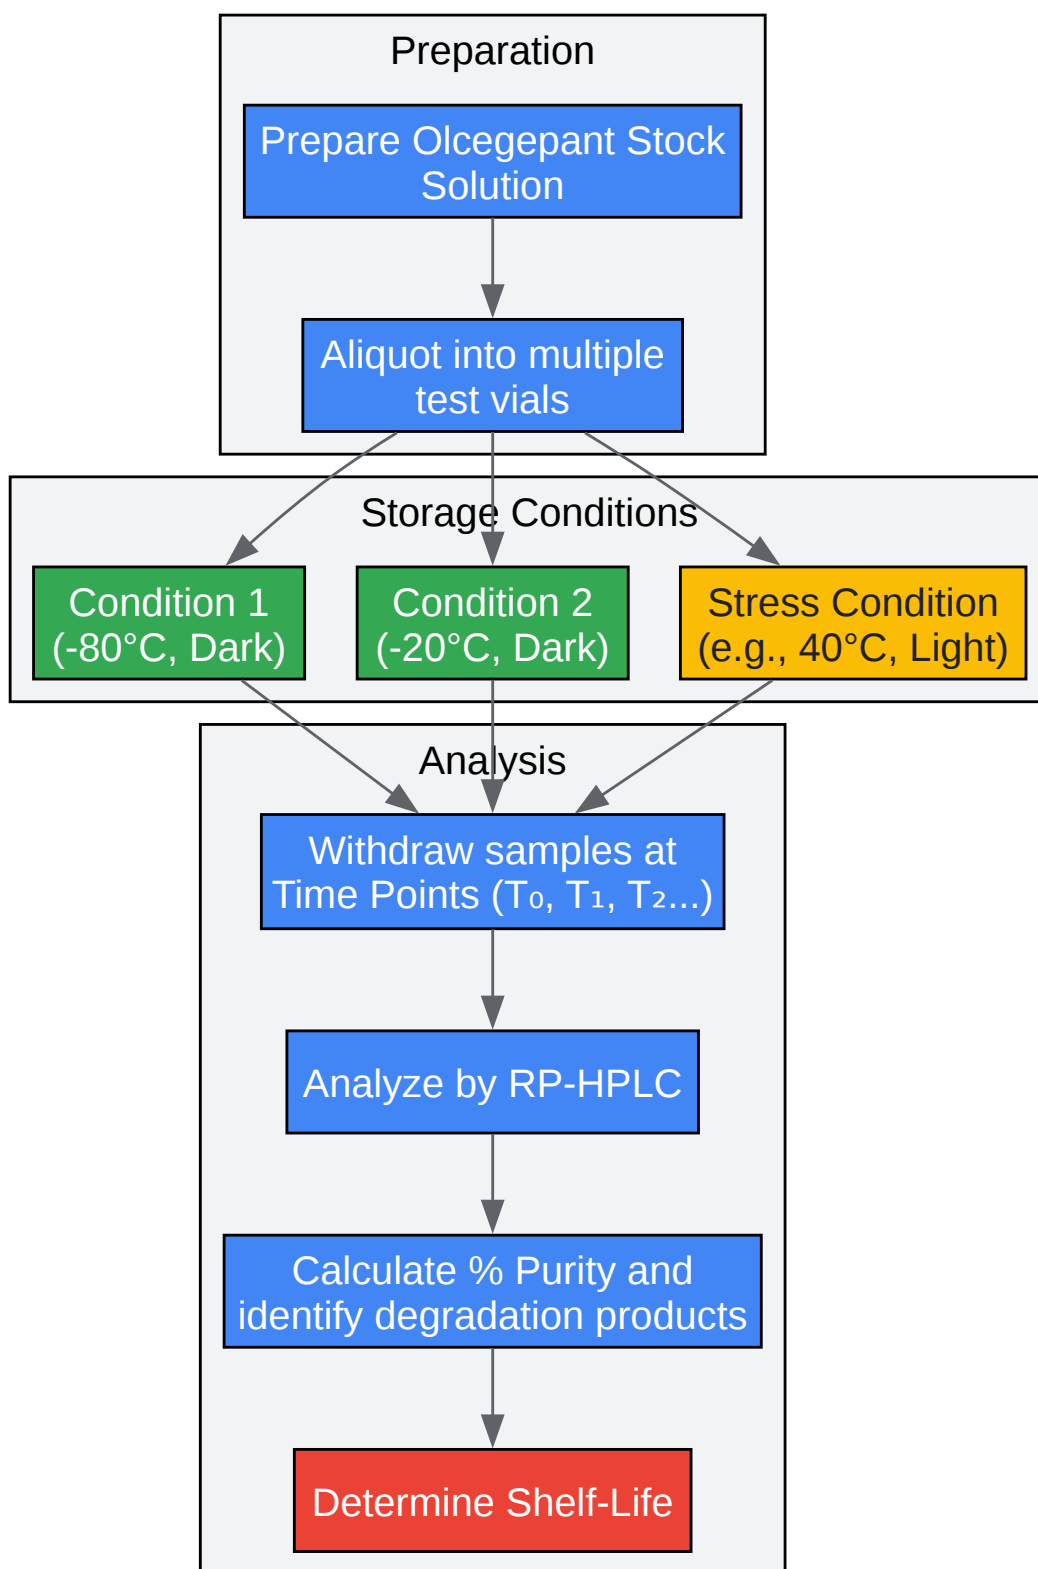 Preparation
Prepare Olcegepant Stock
Solution
Aliquot into multiple
test vials
Storage Conditions
Condition 1
(-80°C, Dark)
Condition 2
(-20°C, Dark)
Stress Condition
(e.g., 40°C, Light)
Analysis
Withdraw samples at
Time Points (T₀, T₁, T₂...)
Analyze by RP-HPLC
Calculate % Purity and
identify degradation products
Determine Shelf-Life